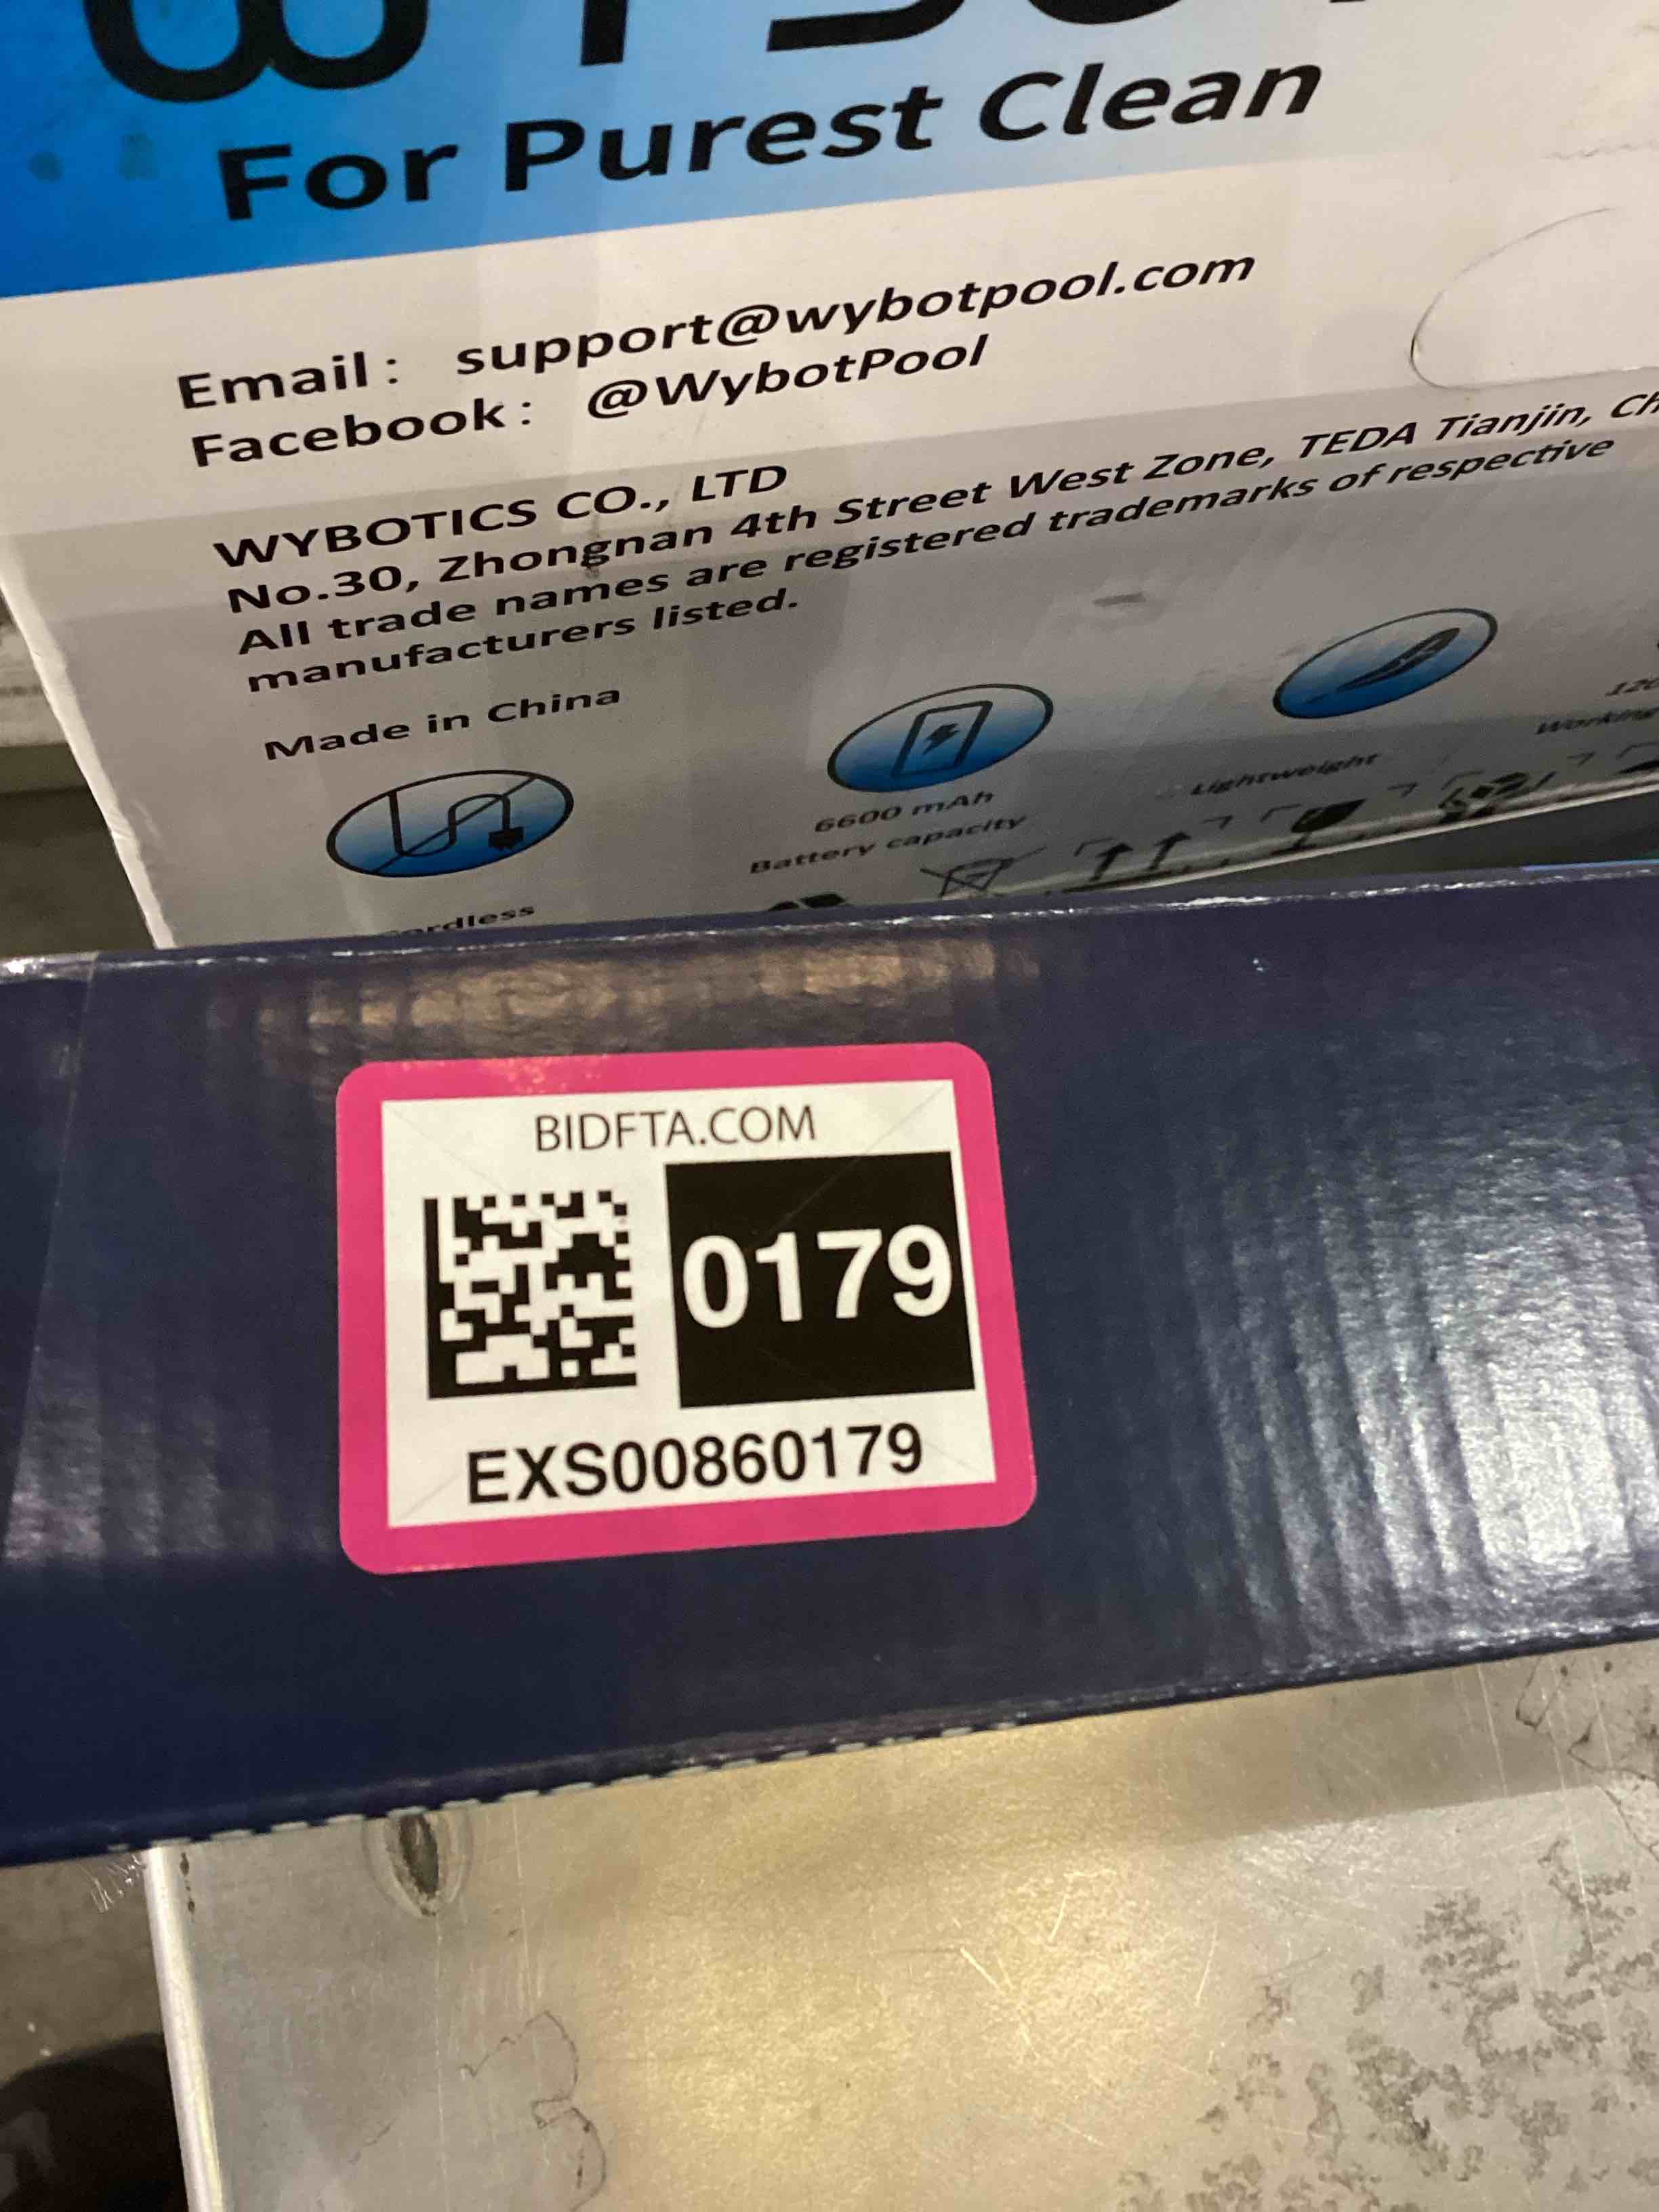 For Purest Clean
Email: support@wybotpool.com
Facebook: @WybotPool
WYBOTICS CO., LTD
No.30, Zhongnan 4th Street West Zone, TEDA Tianjin,
All trade names are registered trademarks of respective
manufacturers listed.
Made in China
6600 mAh
Battery capacity
Lightweight
Working
BIDFTA.COM
0179
EXS00860179